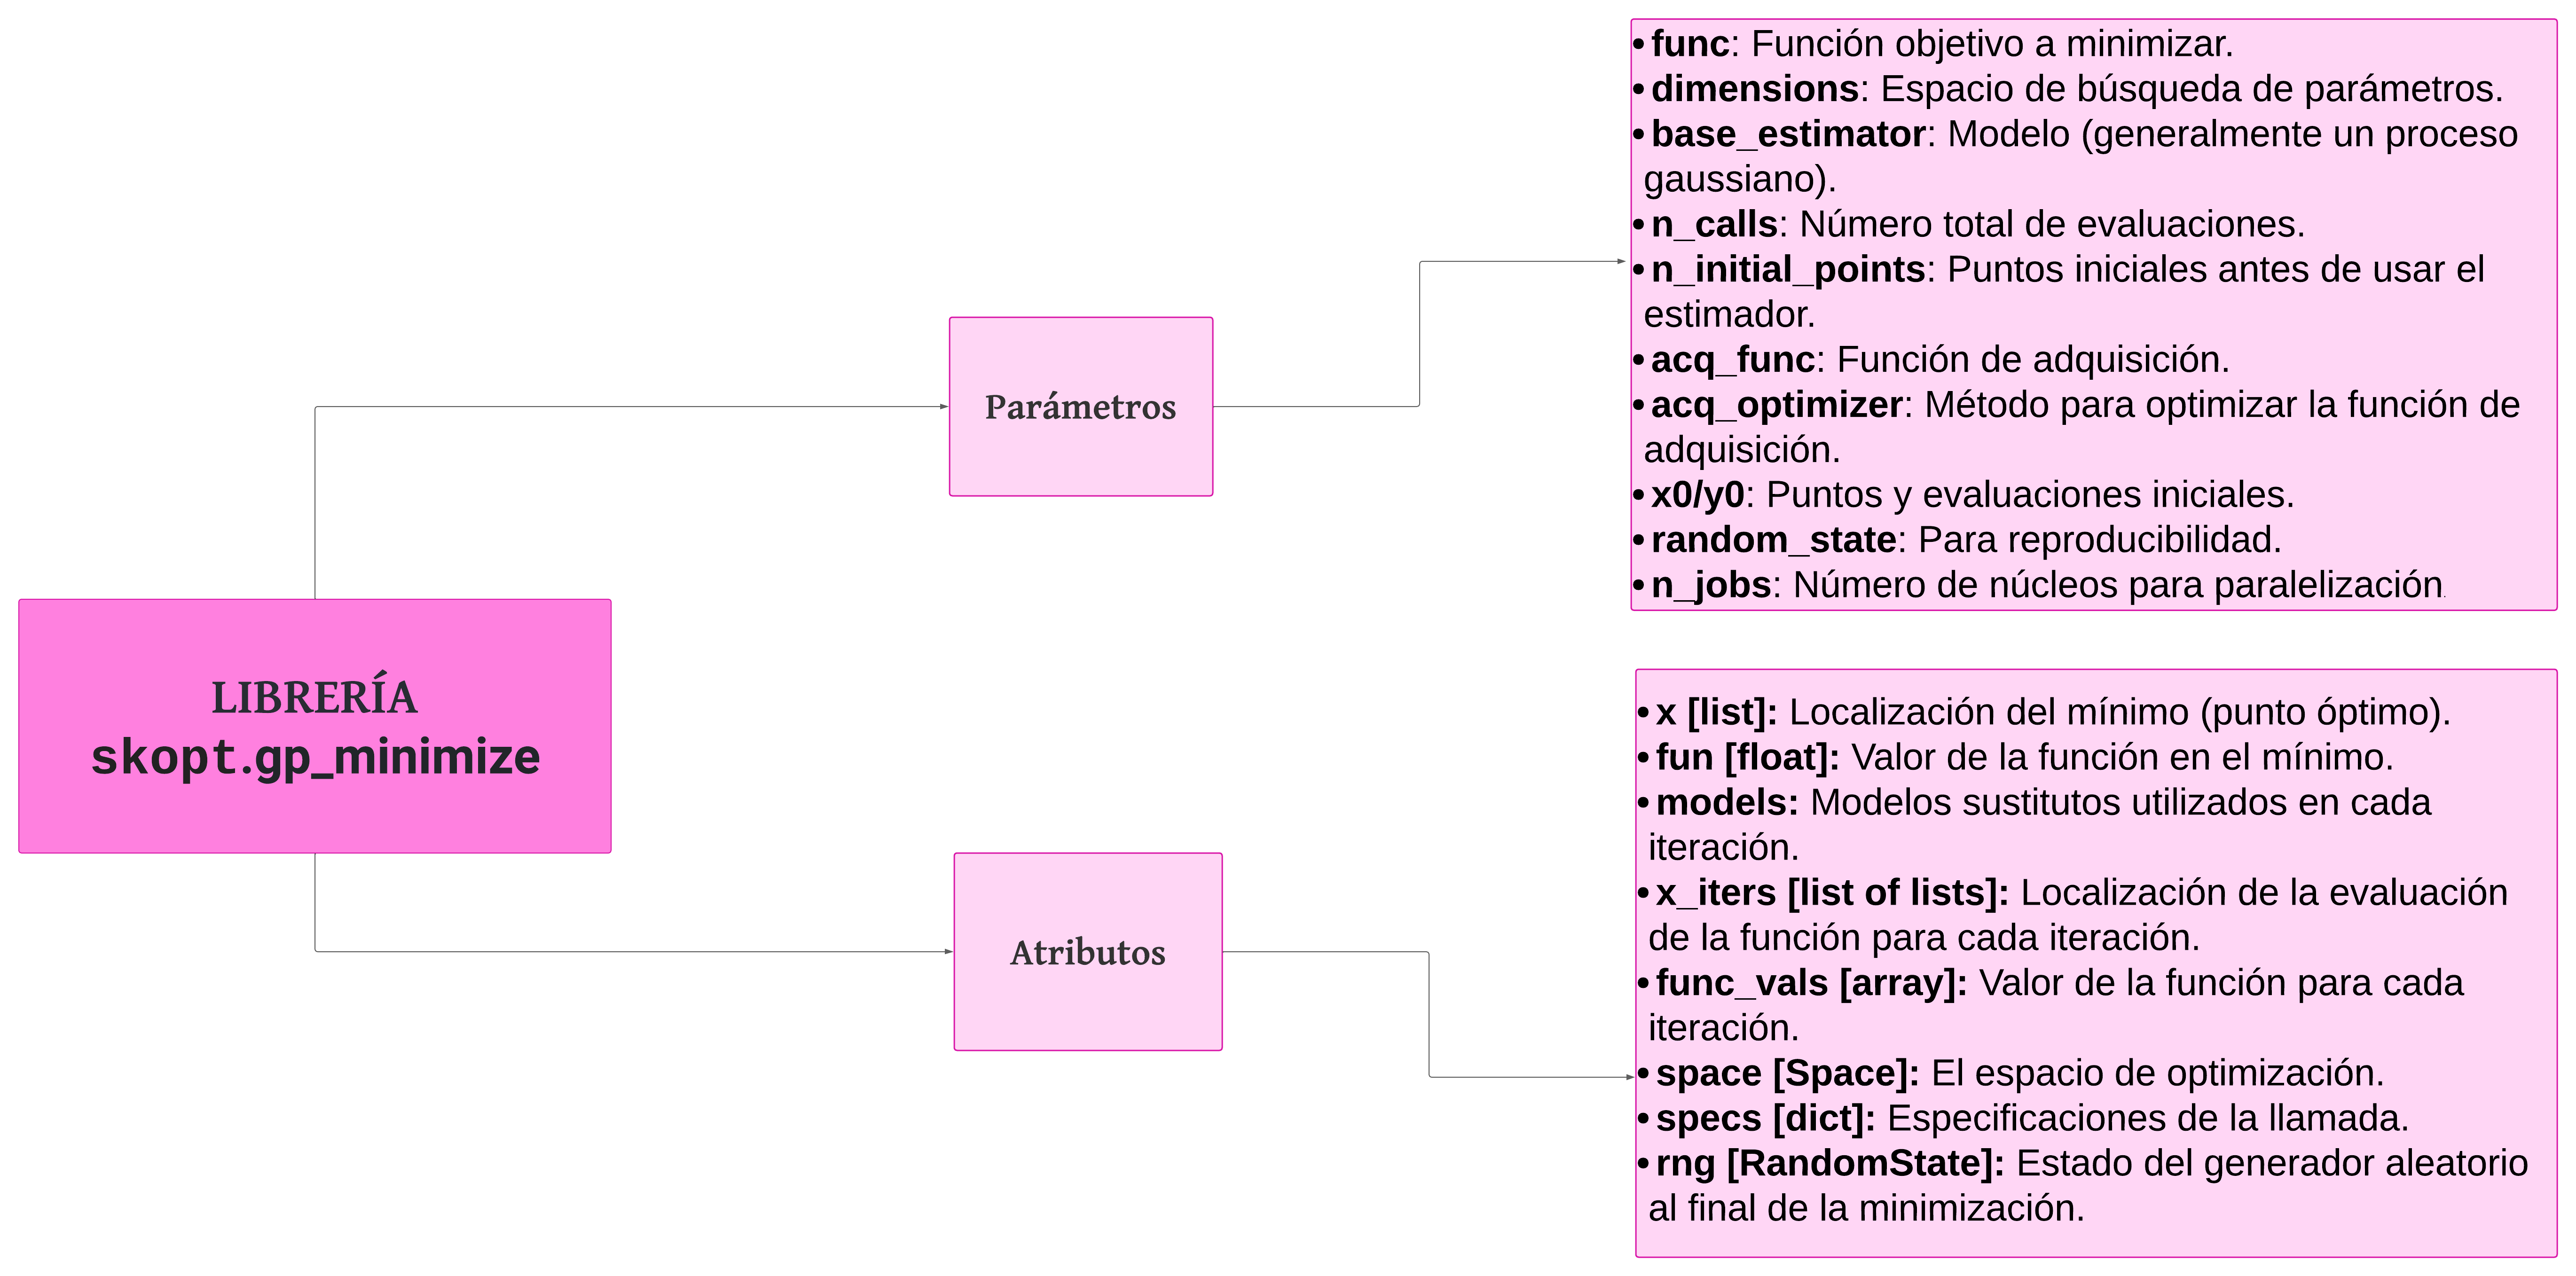 LIBRERÍA
skopt.gp_minimize
Parámetros
• func: Función objetivo a minimizar.
• dimensions: Espacio de búsqueda de parámetros.
• base_estimator: Modelo (generalmente un proceso
gaussiano).
• n_calls: Número total de evaluaciones.
• n_initial_points: Puntos iniciales antes de usar el
estimador.
• acq_func: Función de adquisición.
• acq_optimizer: Método para optimizar la función de
adquisición.
• x0/y0: Puntos y evaluaciones iniciales.
• random_state: Para reproducibilidad.
• n_jobs: Número de núcleos para paralelización.
Atributos
• x [list]: Localización del mínimo (punto óptimo).
• fun [float]: Valor de la función en el mínimo.
• models: Modelos sustitutos utilizados en cada
iteración.
• x_iters [list of lists]: Localización de la evaluación
de la función para cada iteración.
• func_vals [array]: Valor de la función para cada
iteración.
• space [Space]: El espacio de optimización.
• specs [dict]: Especificaciones de la llamada.
• rng [RandomState]: Estado del generador aleatorio
al final de la minimización.